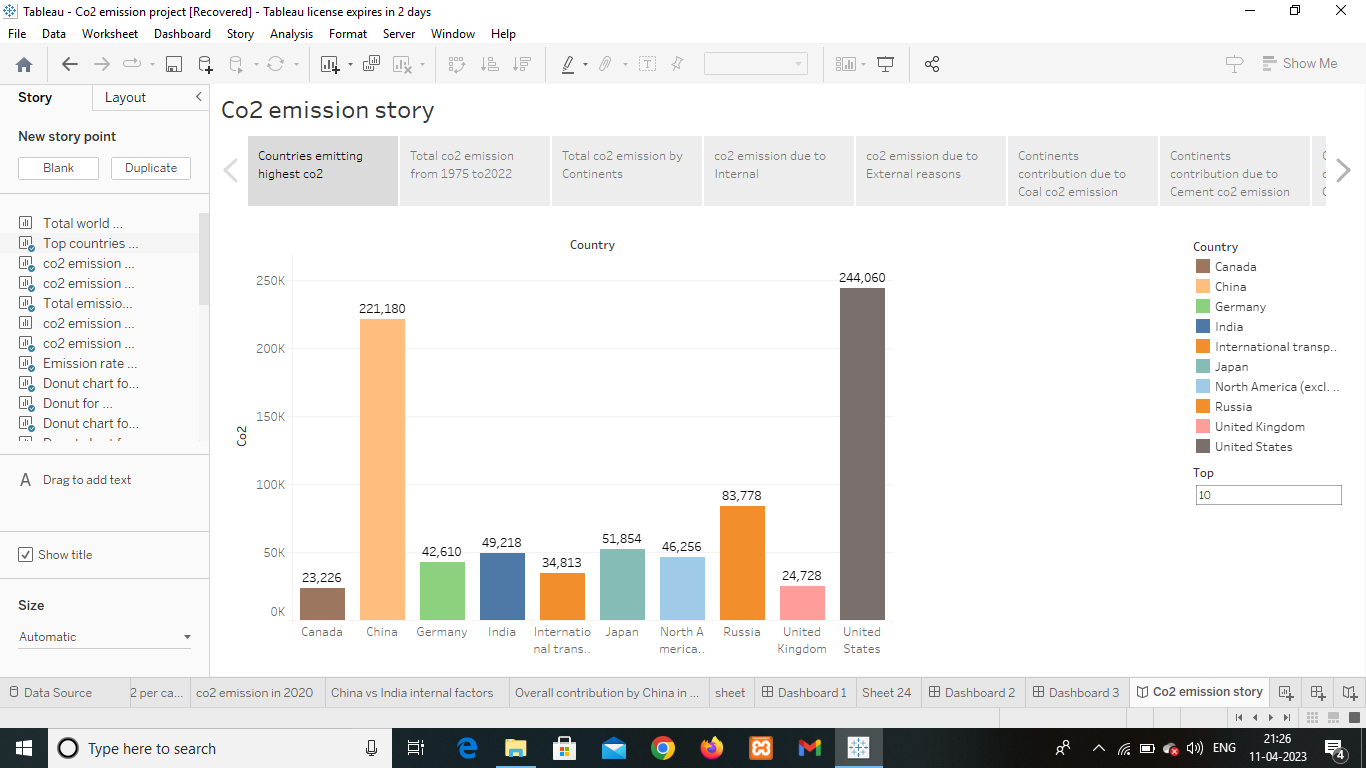 Tableau - Co2 emission project [Recovered] - Tableau license expires in 2 days
File Data Worksheet Dashboard Story Analysis Format Server Window Help
Show Me
Story Layout
New story point
Blank Duplicate
Total world ...
Top countries ...
co2 emission ...
co2 emission ...
Total emissio...
co2 emission ...
co2 emission ...
Emission rate ...
Donut chart fo...
Donut for ...
Donut chart fo...
A Drag to add text
Show title
Size
Automatic
Co2 emission story
Countries emitting
highest co2
Total co2 emission
from 1975 to2022
Total co2 emission by
Continents
co2 emission due to
Internal
co2 emission due to
External reasons
Continents
contribution due to
Coal co2 emission
Continents
contribution due to
Cement co2 emission
Country
Co2
250K
200K
150K
100K
50K
0K
23,226
221,180
42,610
49,218
34,813
51,854
46,256
83,778
24,728
244,060
Canada
China
Germany
India
Internatio
nal trans..
Japan
North A
merica..
Russia
United
Kingdom
United
States
Country
Canada
China
Germany
India
International transp..
Japan
North America (excl. ..
Russia
United Kingdom
United States
Top
10
Data Source 2 per ca... co2 emission in 2020 China vs India internal factors Overall contribution by China in ... sheet Dashboard 1 Sheet 24 Dashboard 2 Dashboard 3 Co2 emission story
Type here to search
ENG
21:26
11-04-2023
4